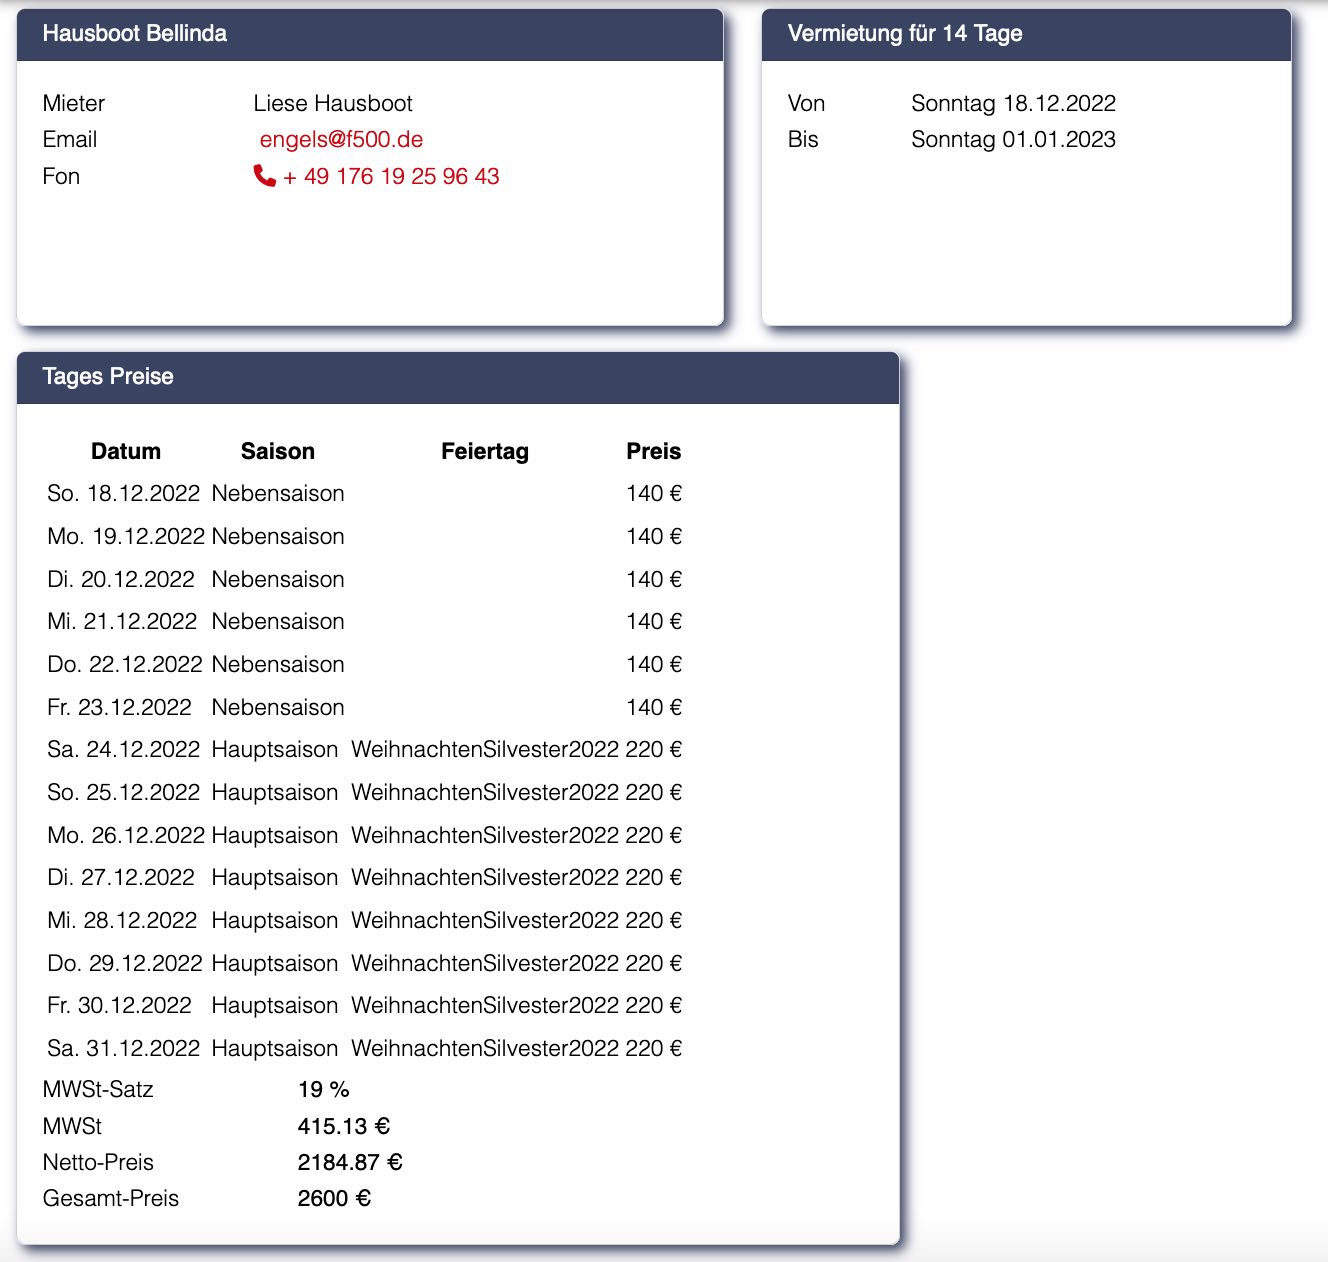 Hausboot Bellinda
Mieter Liese Hausboot
Email engels@f500.de
Fon + 49 176 19 25 96 43
Vermietung für 14 Tage
Von Sonntag 18.12.2022
Bis Sonntag 01.01.2023
Tages Preise
Datum Saison Feiertag Preis
So. 18.12.2022 Nebensaison 140 €
Mo. 19.12.2022 Nebensaison 140 €
Di. 20.12.2022 Nebensaison 140 €
Mi. 21.12.2022 Nebensaison 140 €
Do. 22.12.2022 Nebensaison 140 €
Fr. 23.12.2022 Nebensaison 140 €
Sa. 24.12.2022 Hauptsaison WeihnachtenSilvester2022 220 €
So. 25.12.2022 Hauptsaison WeihnachtenSilvester2022 220 €
Mo. 26.12.2022 Hauptsaison WeihnachtenSilvester2022 220 €
Di. 27.12.2022 Hauptsaison WeihnachtenSilvester2022 220 €
Mi. 28.12.2022 Hauptsaison WeihnachtenSilvester2022 220 €
Do. 29.12.2022 Hauptsaison WeihnachtenSilvester2022 220 €
Fr. 30.12.2022 Hauptsaison WeihnachtenSilvester2022 220 €
Sa. 31.12.2022 Hauptsaison WeihnachtenSilvester2022 220 €
MWSt-Satz 19 %
MWSt 415.13 €
Netto-Preis 2184.87 €
Gesamt-Preis 2600 €